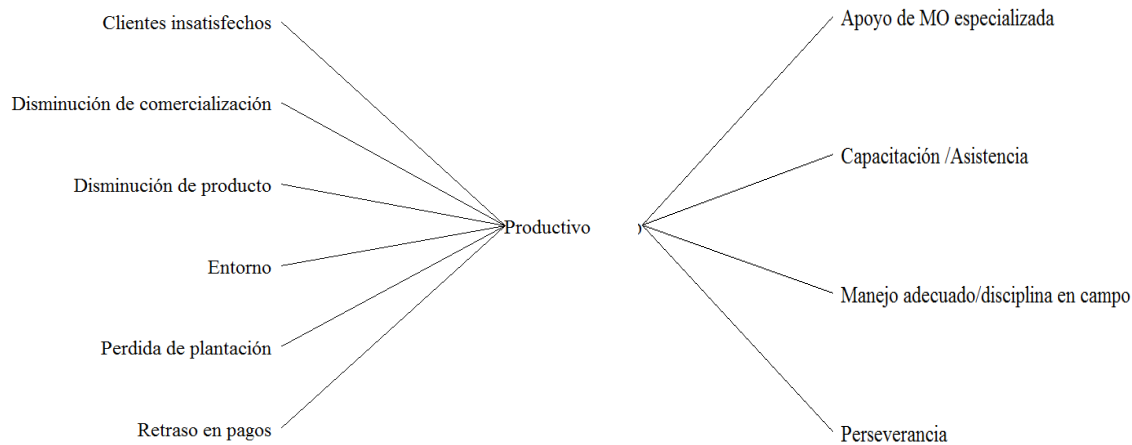 Clientes insatisfechos
Disminución de comercialización
Disminución de producto
Entorno
Perdida de plantación
Retraso en pagos
Productivo
Apoyo de MO especializada
Capacitación /Asistencia
Manejo adecuado/disciplina en campo
Perseverancia